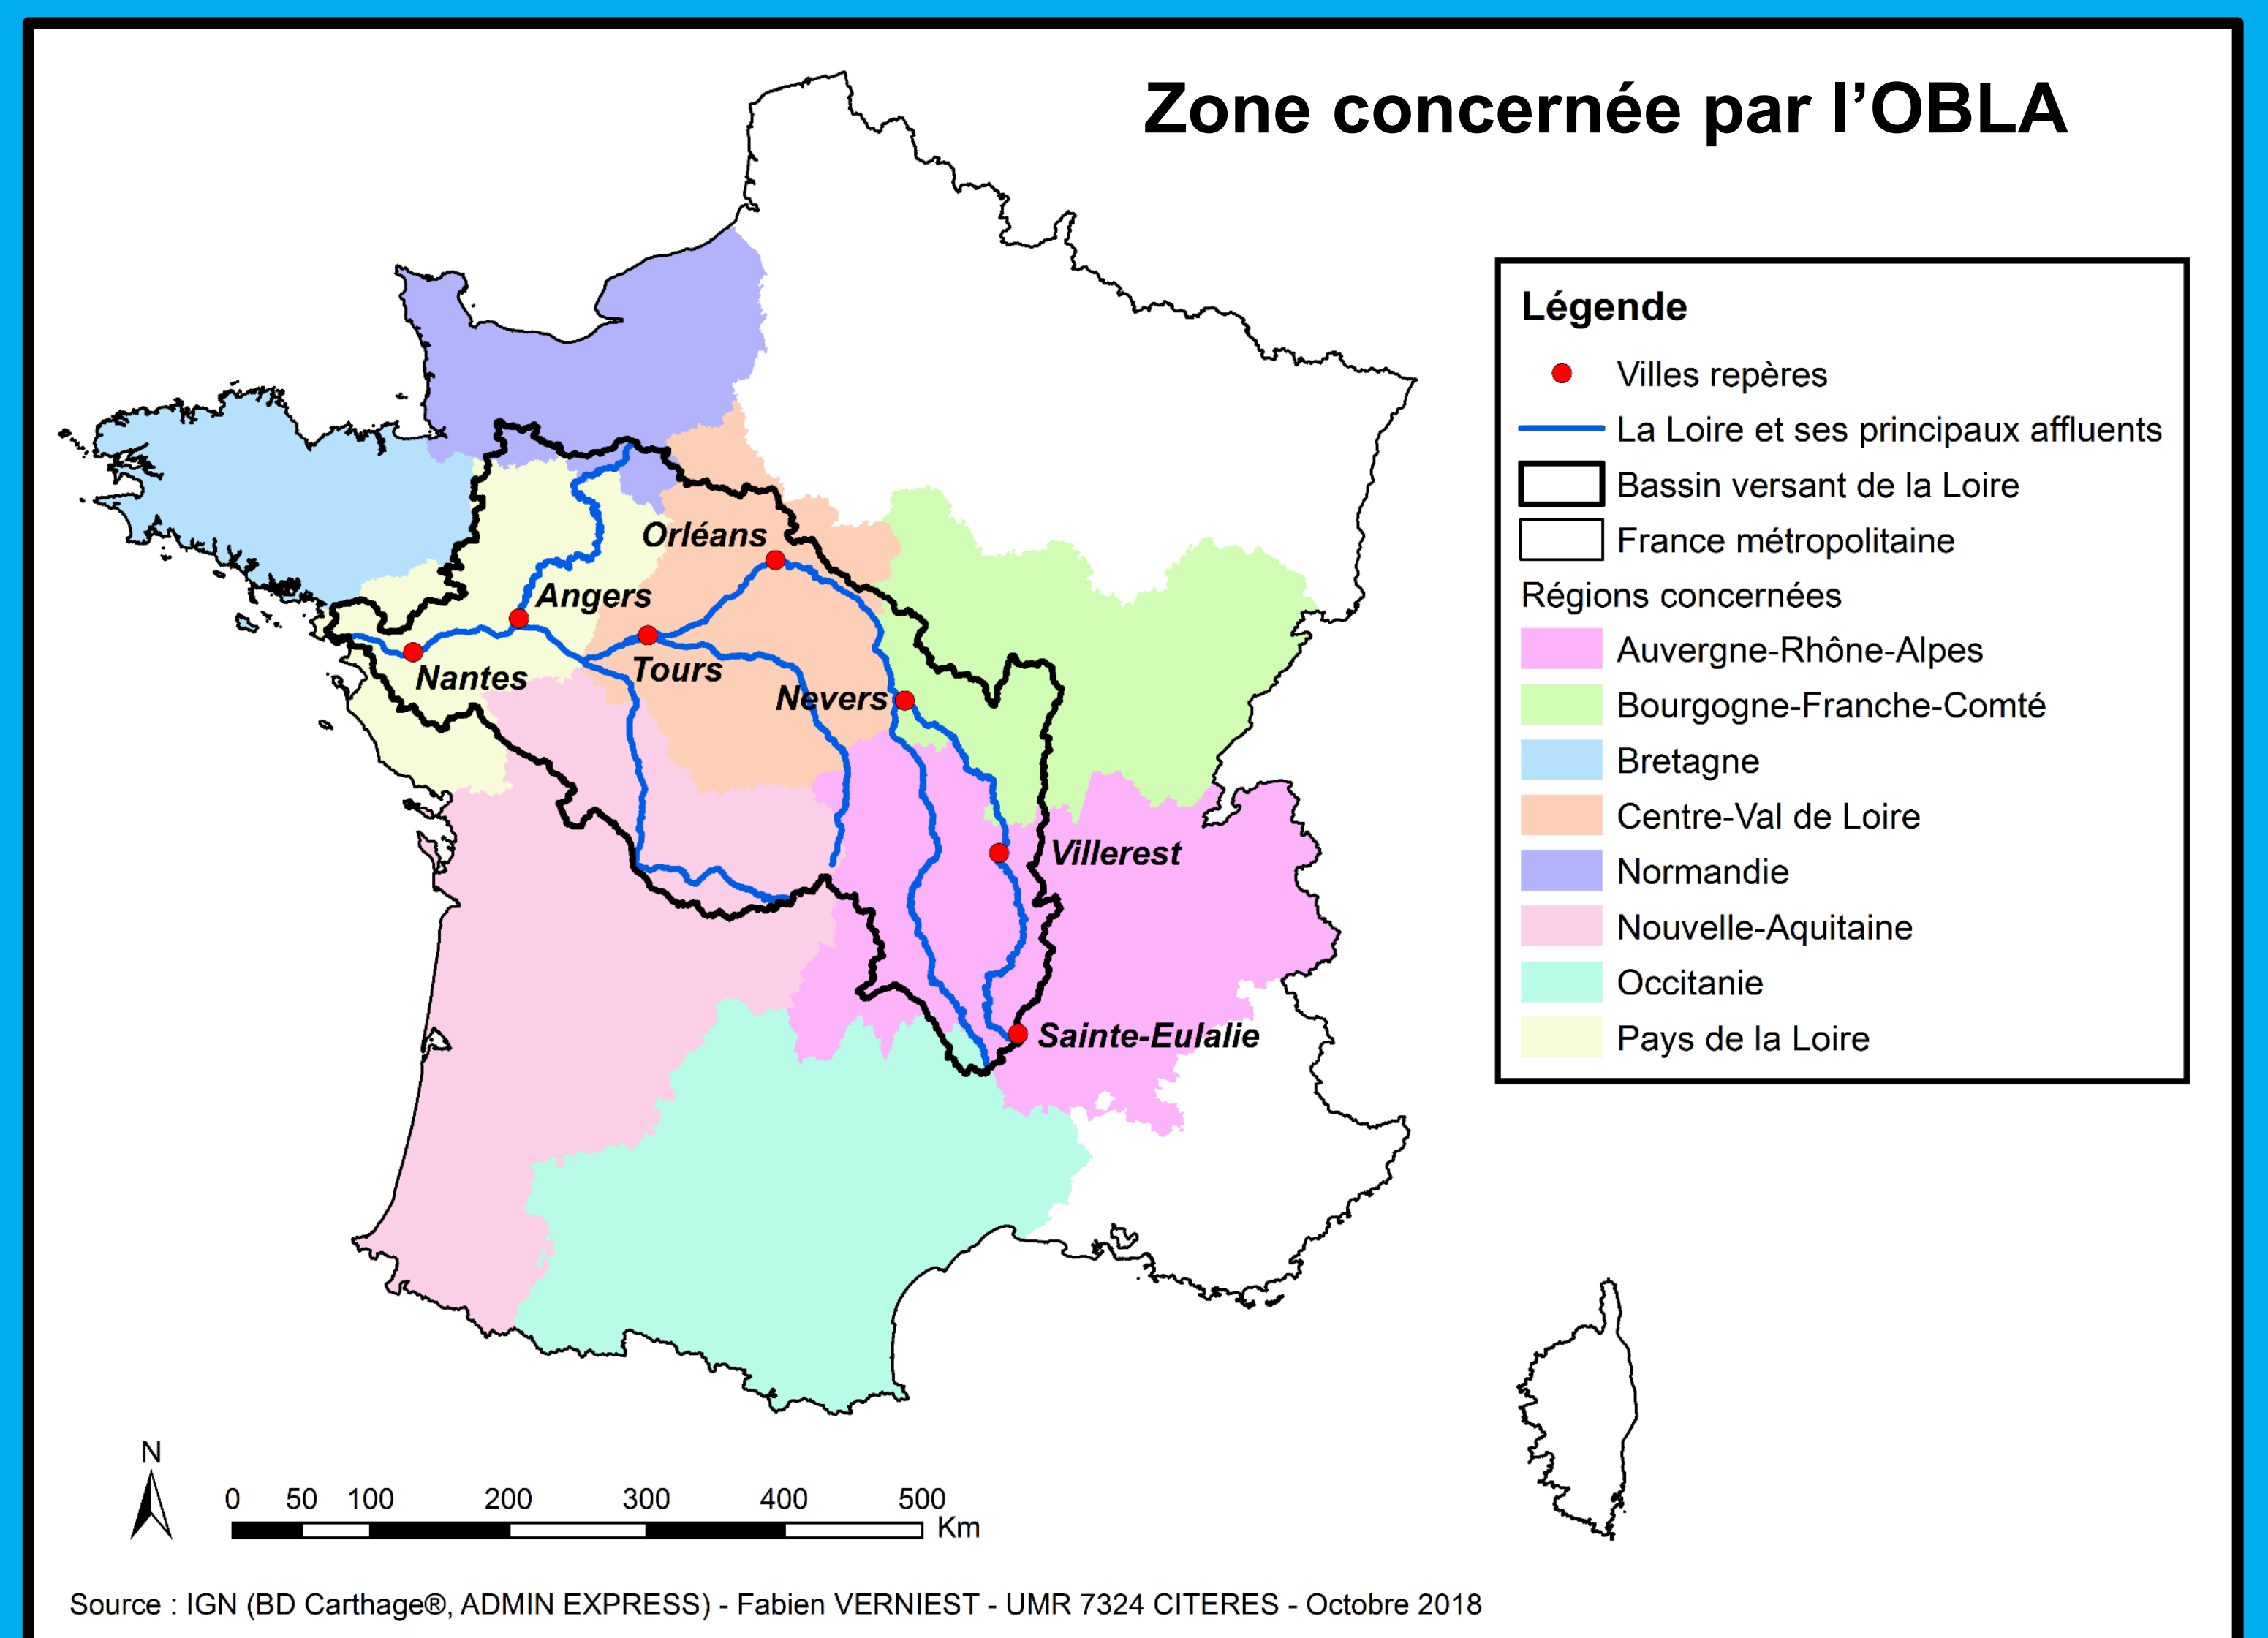 Zone concernée par l’OBLA
Légende
Villes repères
La Loire et ses principaux affluents
Bassin versant de la Loire
France métropolitaine
Régions concernées
Auvergne-Rhône-Alpes
Bourgogne-Franche-Comté
Bretagne
Centre-Val de Loire
Normandie
Nouvelle-Aquitaine
Occitanie
Pays de la Loire
Orléans
Angers
Nantes
Tours
Nevers
Villerest
Sainte-Eulalie
N
0 50 100 200 300 400 500
Km
Source : IGN (BD Carthage®, ADMIN EXPRESS) - Fabien VERNIEST - UMR 7324 CITERES - Octobre 2018